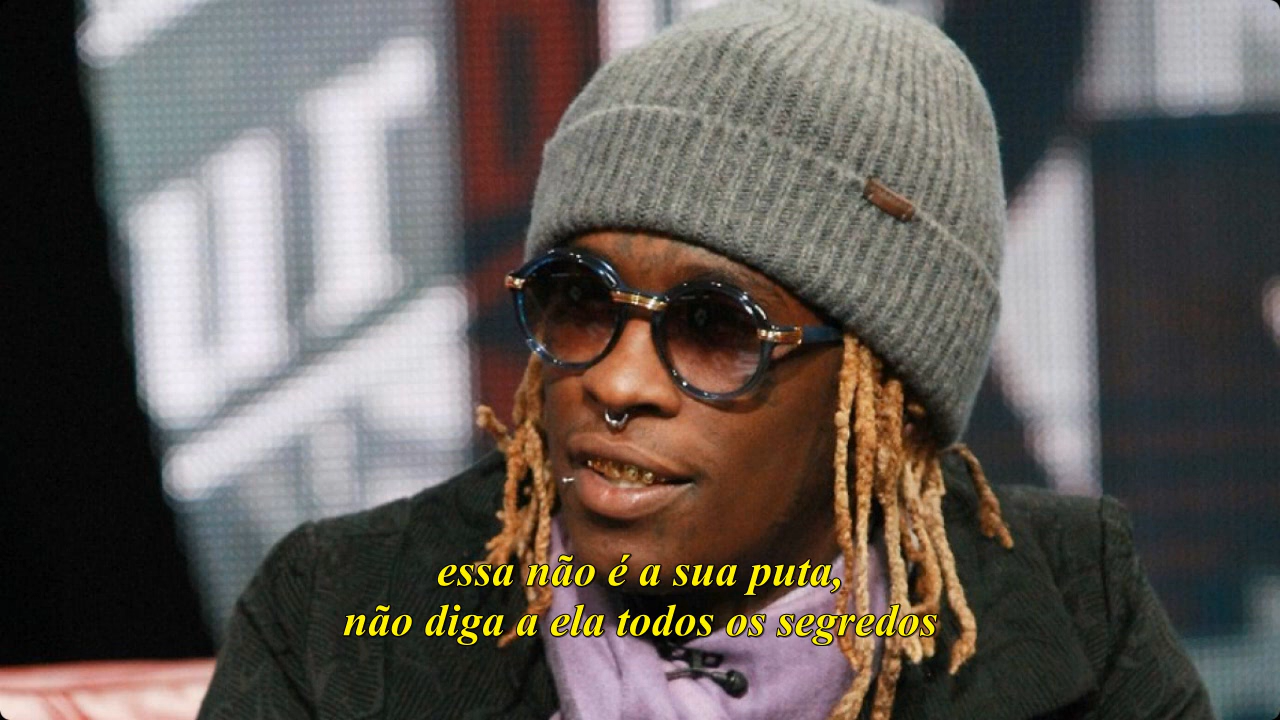 essa não é a sua puta,
não diga a ela todos os segredos